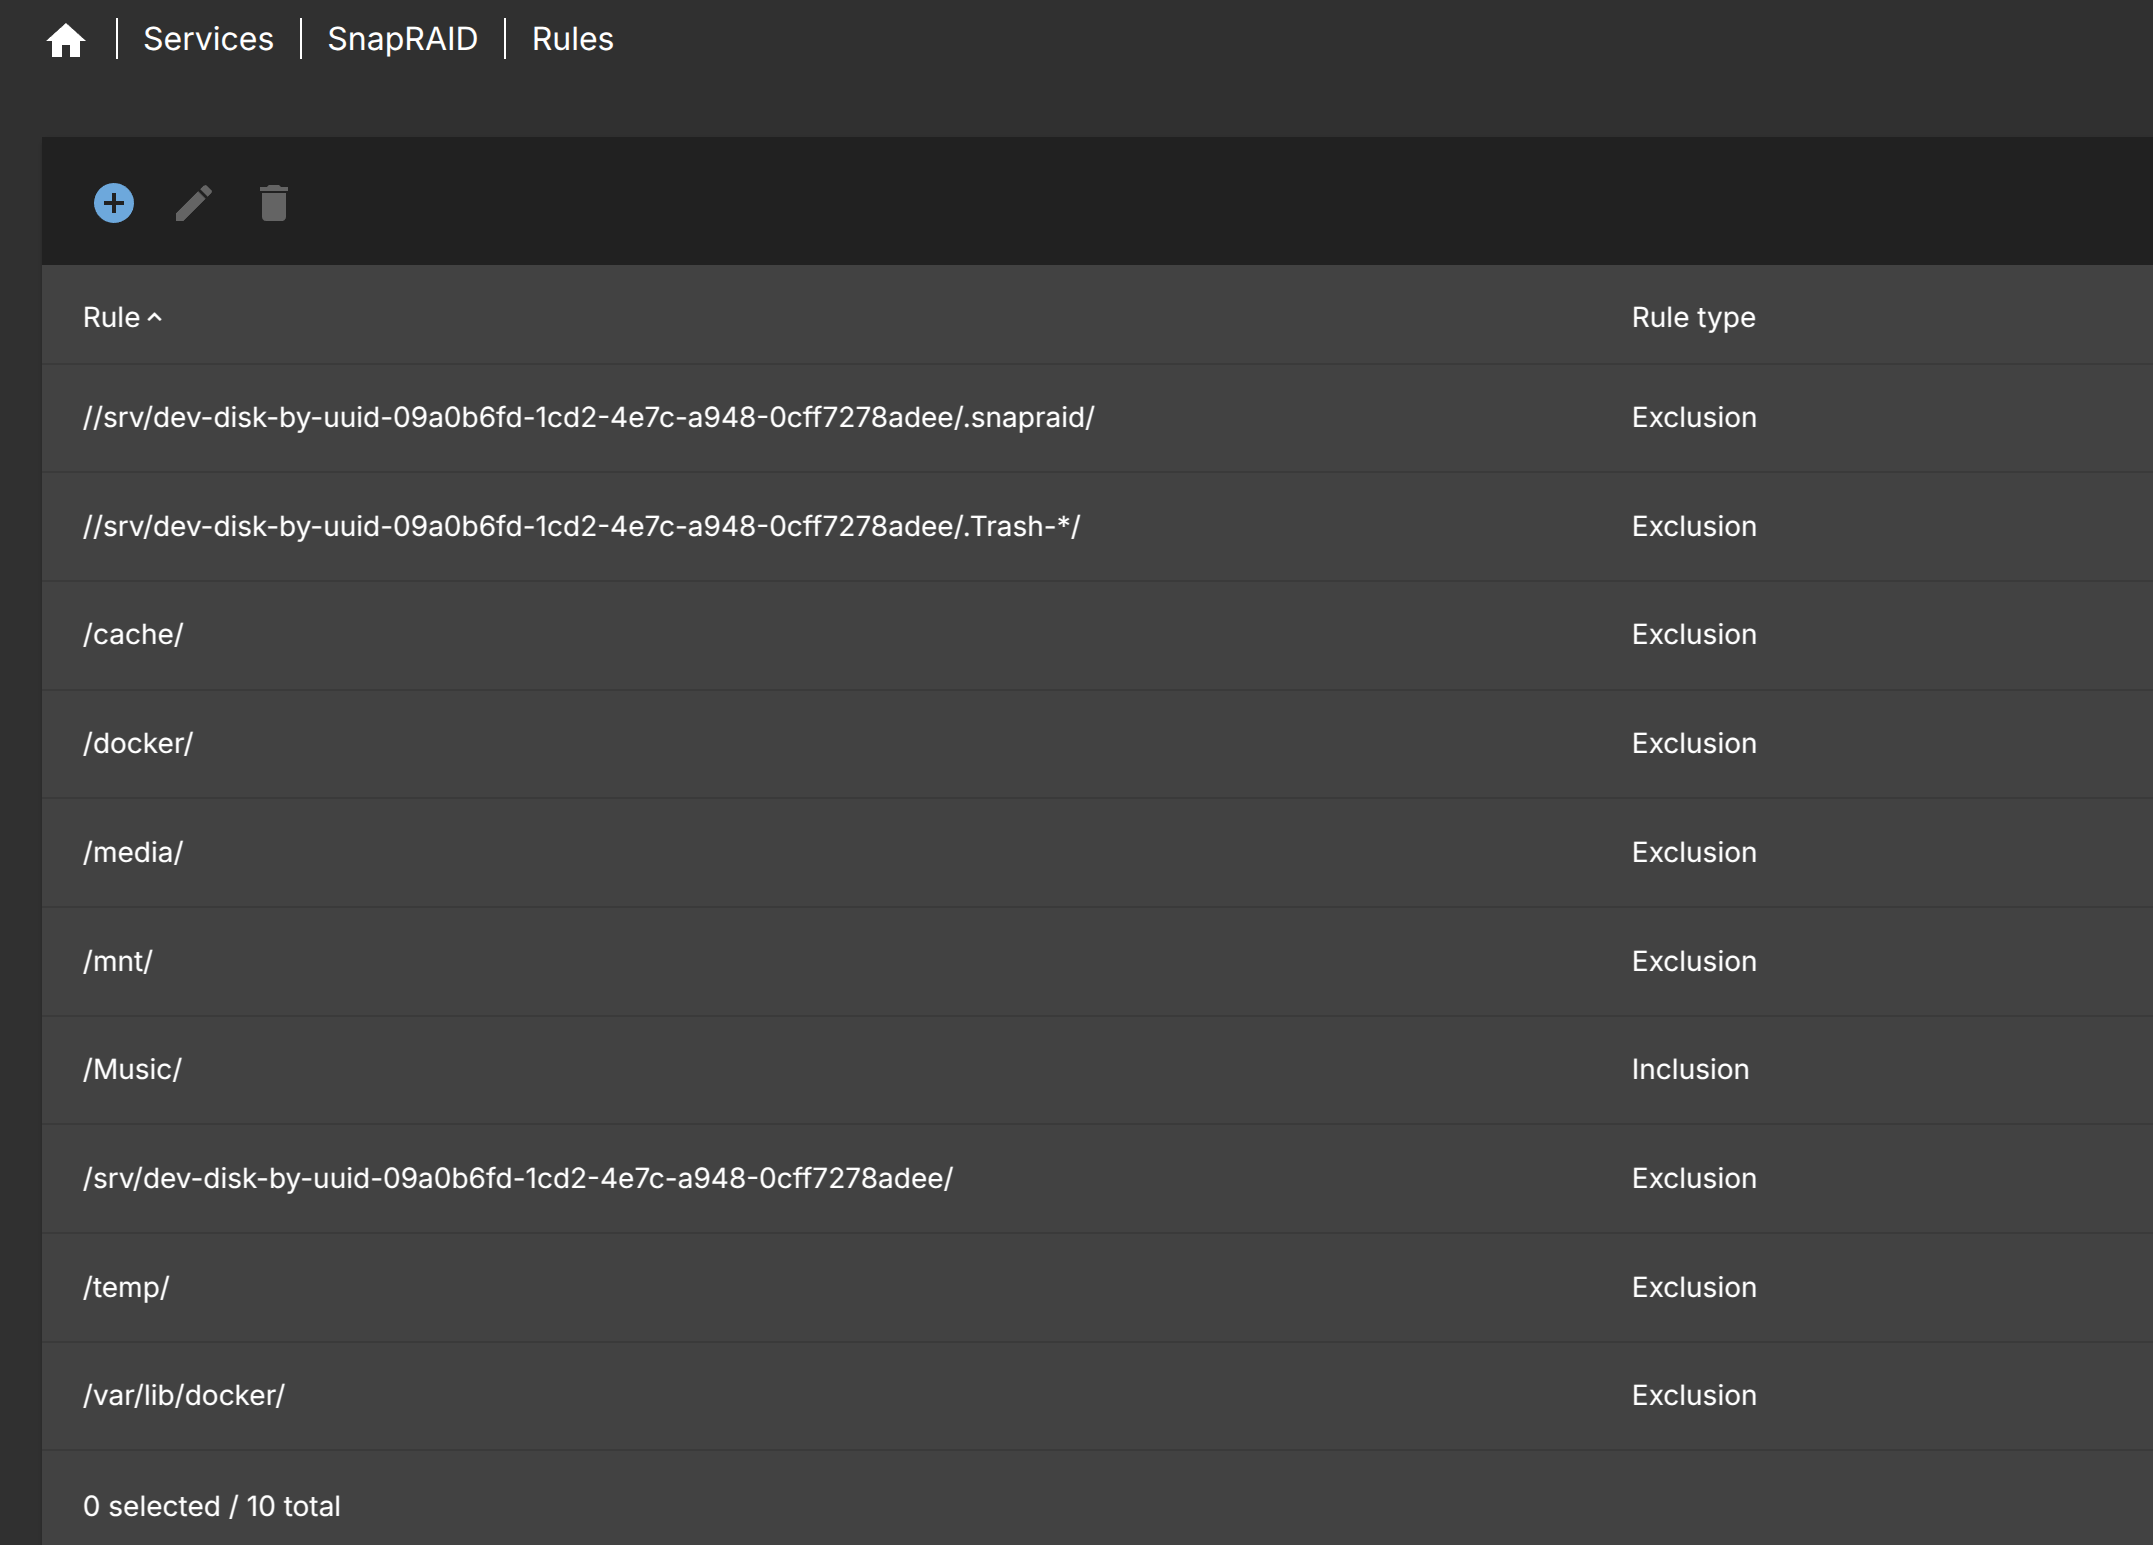 Services | SnapRAID | Rules
Rule Rule type
//srv/dev-disk-by-uuid-09a0b6fd-1cd2-4e7c-a948-0cff7278adee/.snapraid/ Exclusion
//srv/dev-disk-by-uuid-09a0b6fd-1cd2-4e7c-a948-0cff7278adee/.Trash-*/ Exclusion
/cache/ Exclusion
/docker/ Exclusion
/media/ Exclusion
/mnt/ Exclusion
/Music/ Inclusion
/srv/dev-disk-by-uuid-09a0b6fd-1cd2-4e7c-a948-0cff7278adee/ Exclusion
/temp/ Exclusion
/var/lib/docker/ Exclusion
0 selected / 10 total